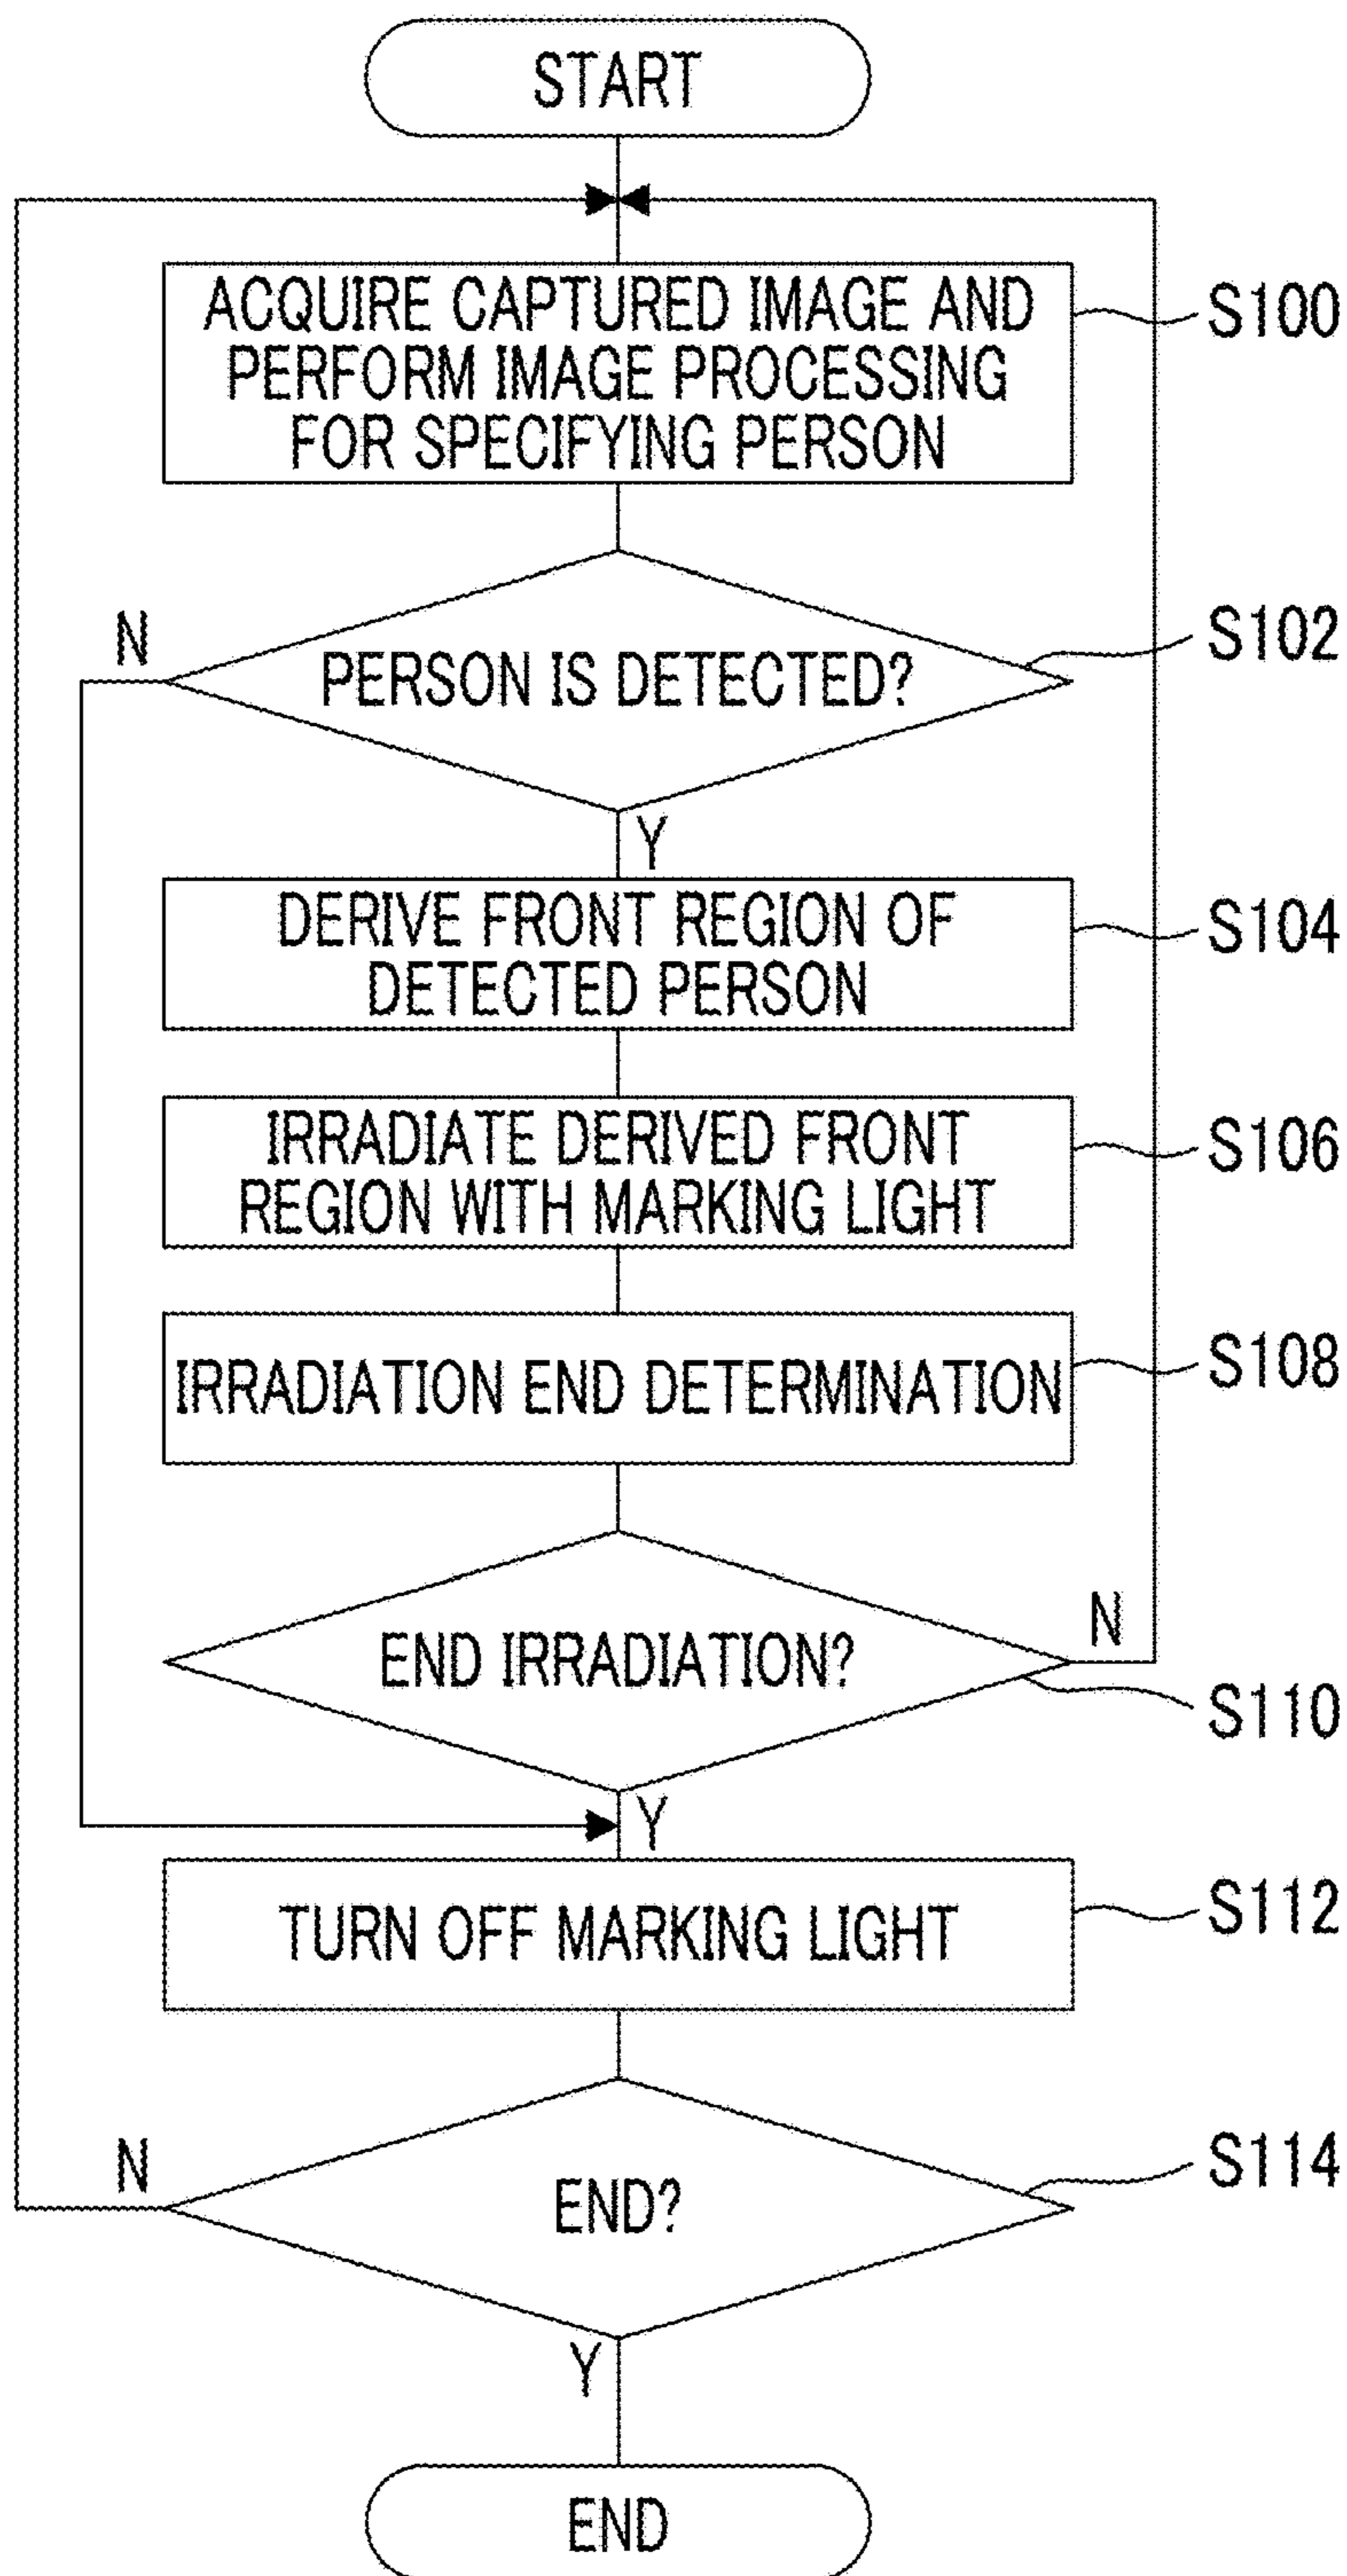 START
ACQUIRE CAPTURED IMAGE AND
PERFORM IMAGE PROCESSING
FOR SPECIFYING PERSON
S100
N
PERSON IS DETECTED?
S102
Y
DERIVE FRONT REGION OF
DETECTED PERSON
S104
IRRADIATE DERIVED FRONT
REGION WITH MARKING LIGHT
S106
IRRADIATION END DETERMINATION
S108
END IRRADIATION?
N
S110
Y
TURN OFF MARKING LIGHT
S112
N
END?
S114
Y
END